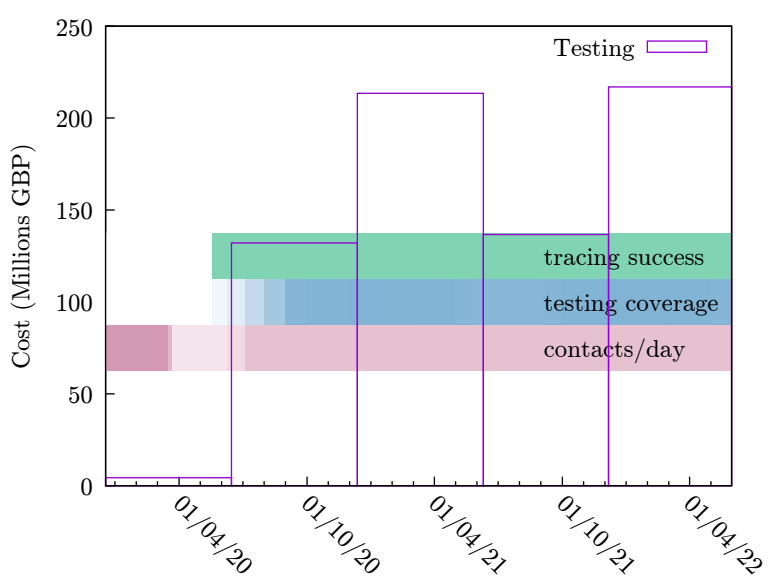 250
Testing
200
150
100
50
0
Cost (Millions GBP)
tracing success
testing coverage
contacts/day
01/04/20
01/10/20
01/04/21
01/10/21
01/04/22